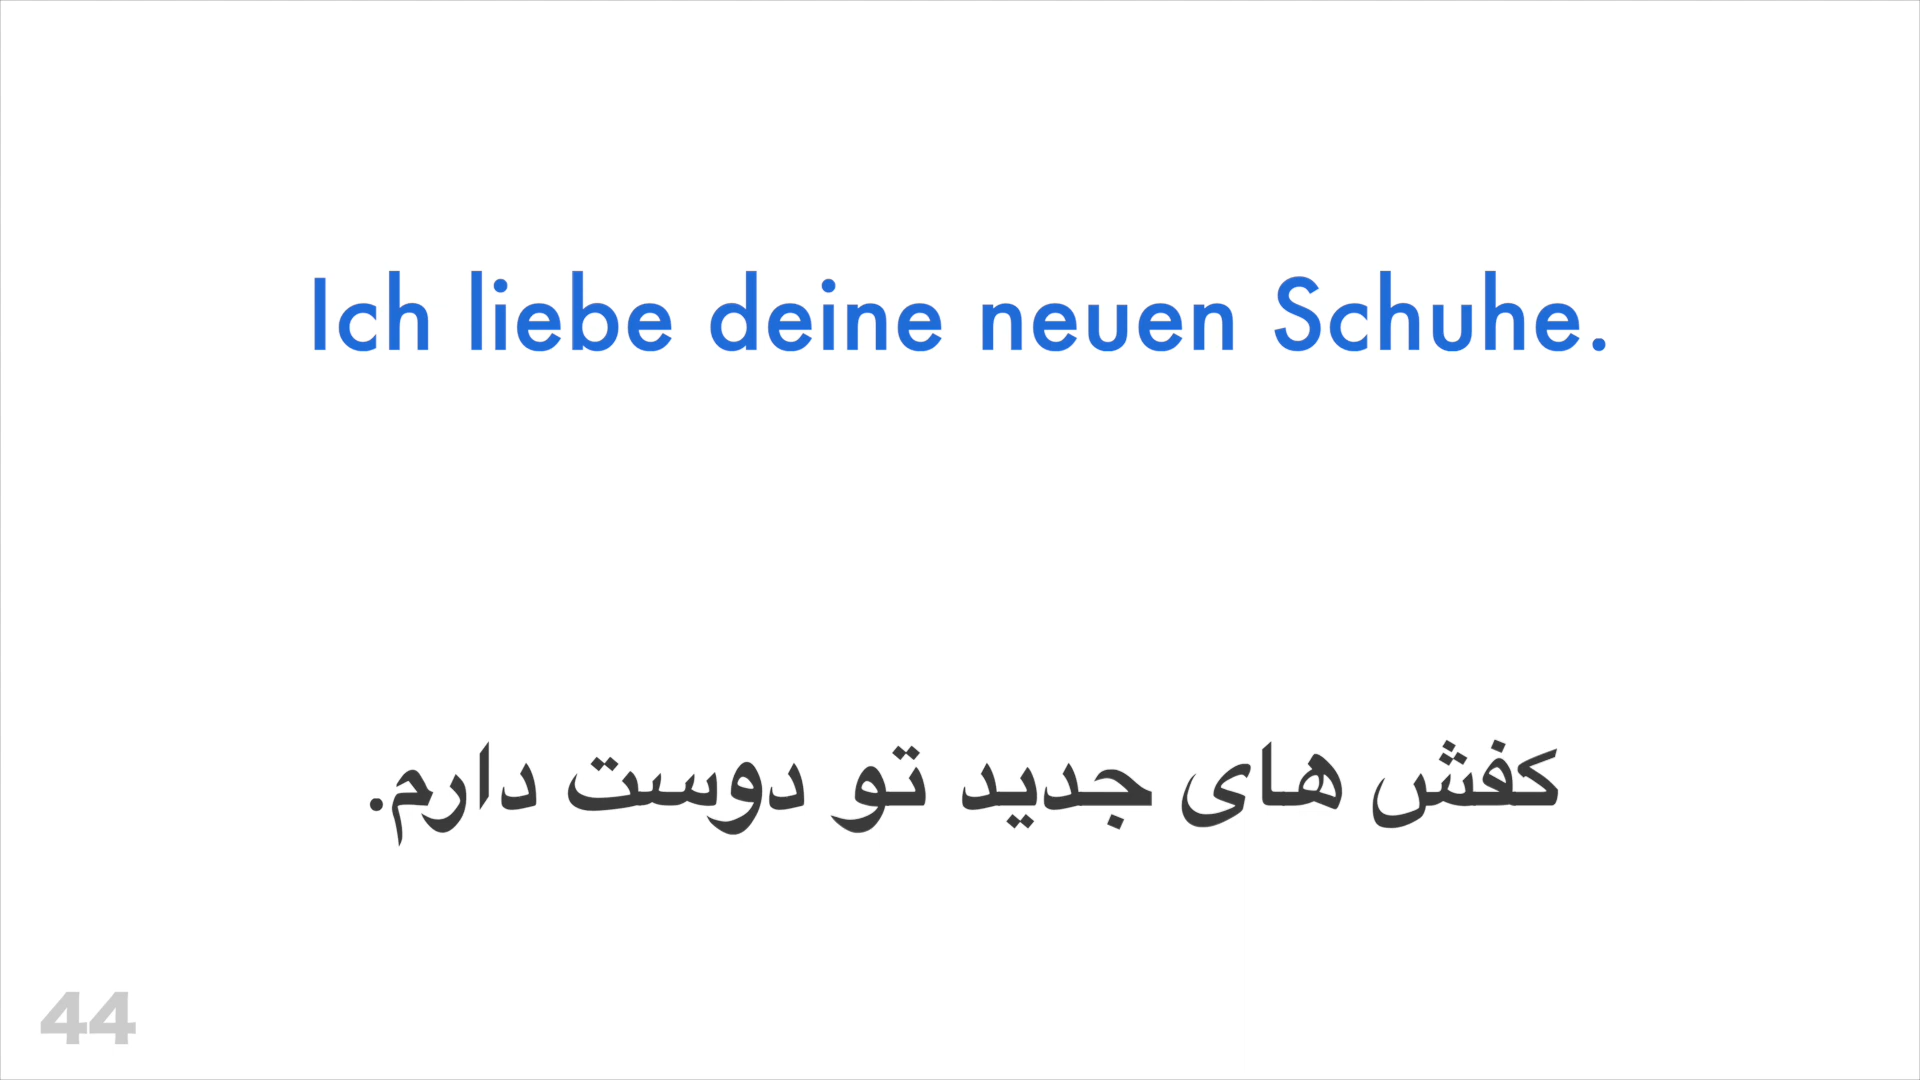 Ich liebe deine neuen Schuhe.
کفش های جدید تو دوست دارم.
44